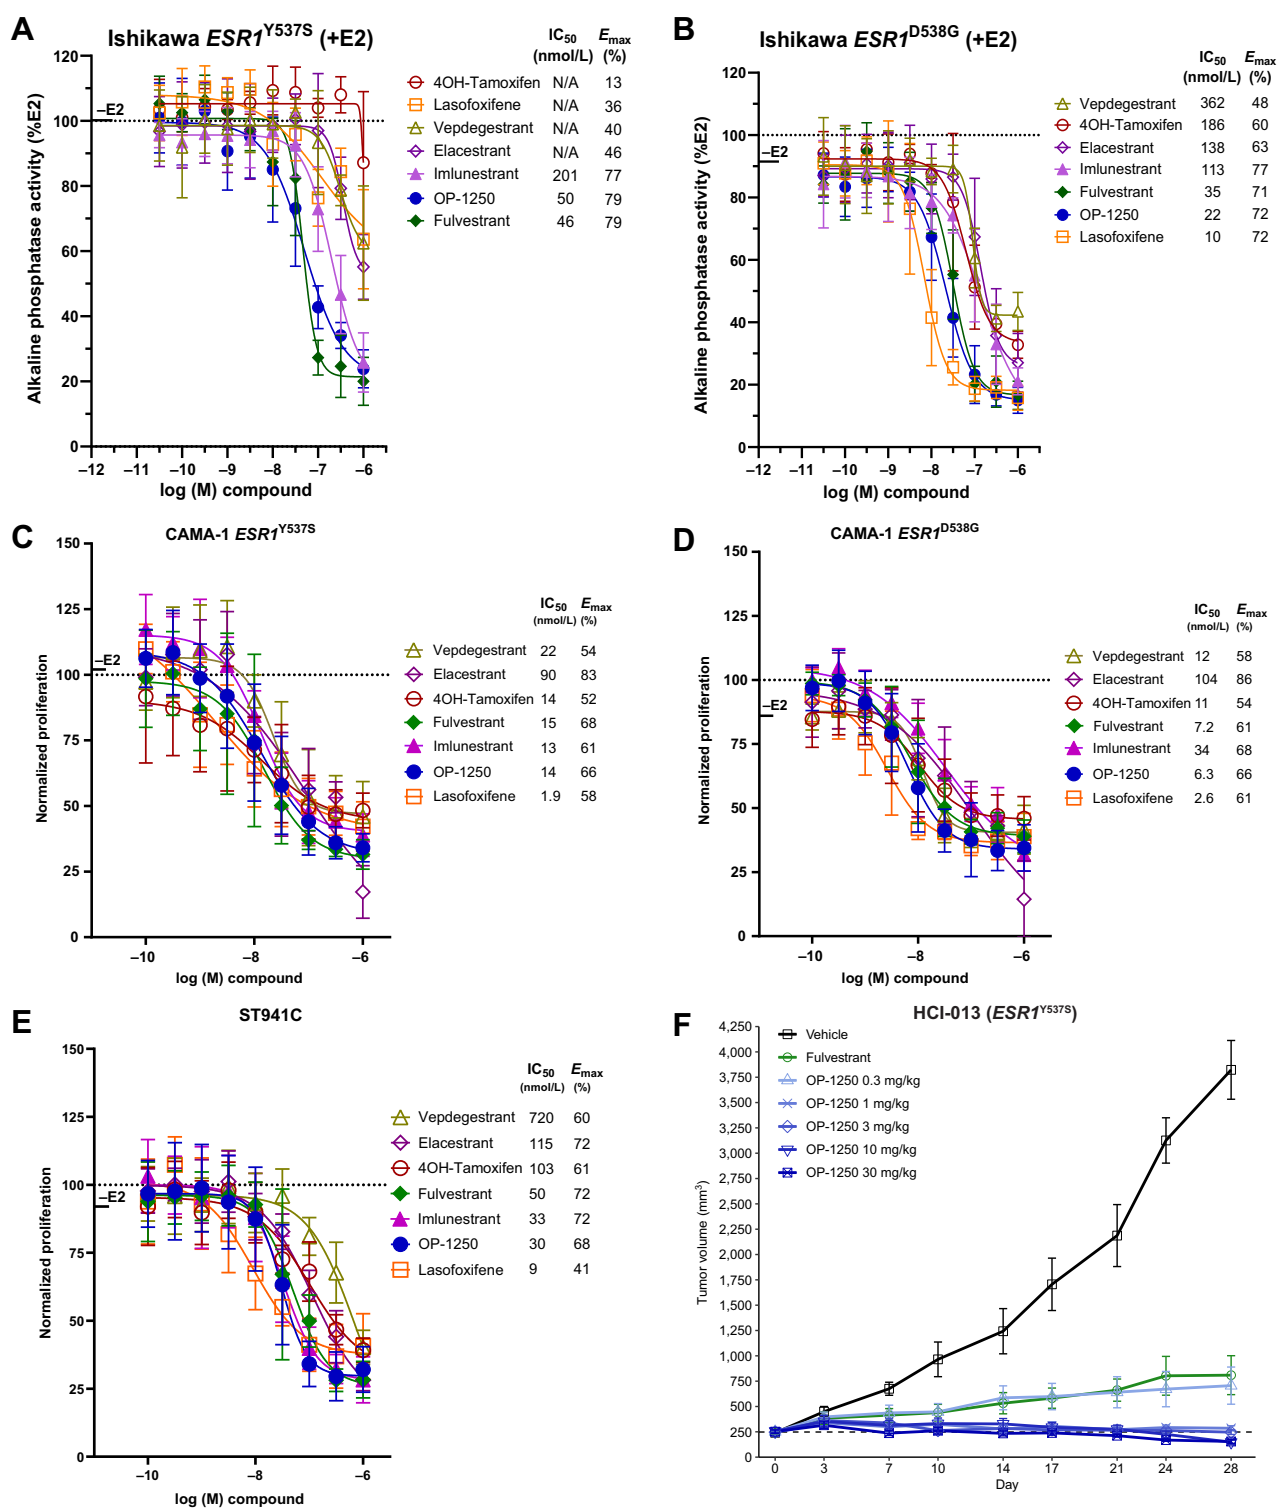 A
Ishikawa ESR1Y537S (+E2)
IC50 (nmol/L) Emax (%)
4OH-Tamoxifen N/A 13
Lasofoxifene N/A 36
Vepdegestrant N/A 40
Elacestrant N/A 46
Imlunestrant 201 77
OP-1250 50 79
Fulvestrant 46 79
Alkaline phosphatase activity (%E2)
120
100
80
60
40
20
0
–E2
–12 –11 –10 –9 –8 –7 –6
log (M) compound
B
Ishikawa ESR1D538G (+E2)
IC50 (nmol/L) Emax (%)
Vepdegestrant 362 48
4OH-Tamoxifen 186 60
Elacestrant 138 63
Imlunestrant 113 77
Fulvestrant 35 71
OP-1250 22 72
Lasofoxifene 10 72
Alkaline phosphatase activity (%E2)
120
100
80
60
40
20
0
–E2
–12 –11 –10 –9 –8 –7 –6
log (M) compound
C
CAMA-1 ESR1Y537S
IC50 (nmol/L) Emax (%)
Vepdegestrant 22 54
Elacestrant 90 83
4OH-Tamoxifen 14 52
Fulvestrant 15 68
Imlunestrant 13 61
OP-1250 14 66
Lasofoxifene 1.9 58
Normalized proliferation
150
125
100
75
50
25
0
–E2
–10 –8 –6
log (M) compound
D
CAMA-1 ESR1D538G
IC50 (nmol/L) Emax (%)
Vepdegestrant 12 58
Elacestrant 104 86
4OH-Tamoxifen 11 54
Fulvestrant 7.2 61
Imlunestrant 34 68
OP-1250 6.3 66
Lasofoxifene 2.6 61
Normalized proliferation
150
125
100
75
50
25
0
–E2
–10 –8 –6
log (M) compound
E
ST941C
IC50 (nmol/L) Emax (%)
Vepdegestrant 720 60
Elacestrant 115 72
4OH-Tamoxifen 103 61
Fulvestrant 50 72
Imlunestrant 33 72
OP-1250 30 68
Lasofoxifene 9 41
Normalized proliferation
150
125
100
75
50
25
0
–E2
–10 –8 –6
log (M) compound
F
HCI-013 (ESR1Y537S)
Vehicle
Fulvestrant
OP-1250 0.3 mg/kg
OP-1250 1 mg/kg
OP-1250 3 mg/kg
OP-1250 10 mg/kg
OP-1250 30 mg/kg
Tumor volume (mm3)
4,250
4,000
3,750
3,500
3,250
3,000
2,750
2,500
2,250
2,000
1,750
1,500
1,250
1,000
750
500
250
0
0 3 7 10 14 17 21 24 28
Day